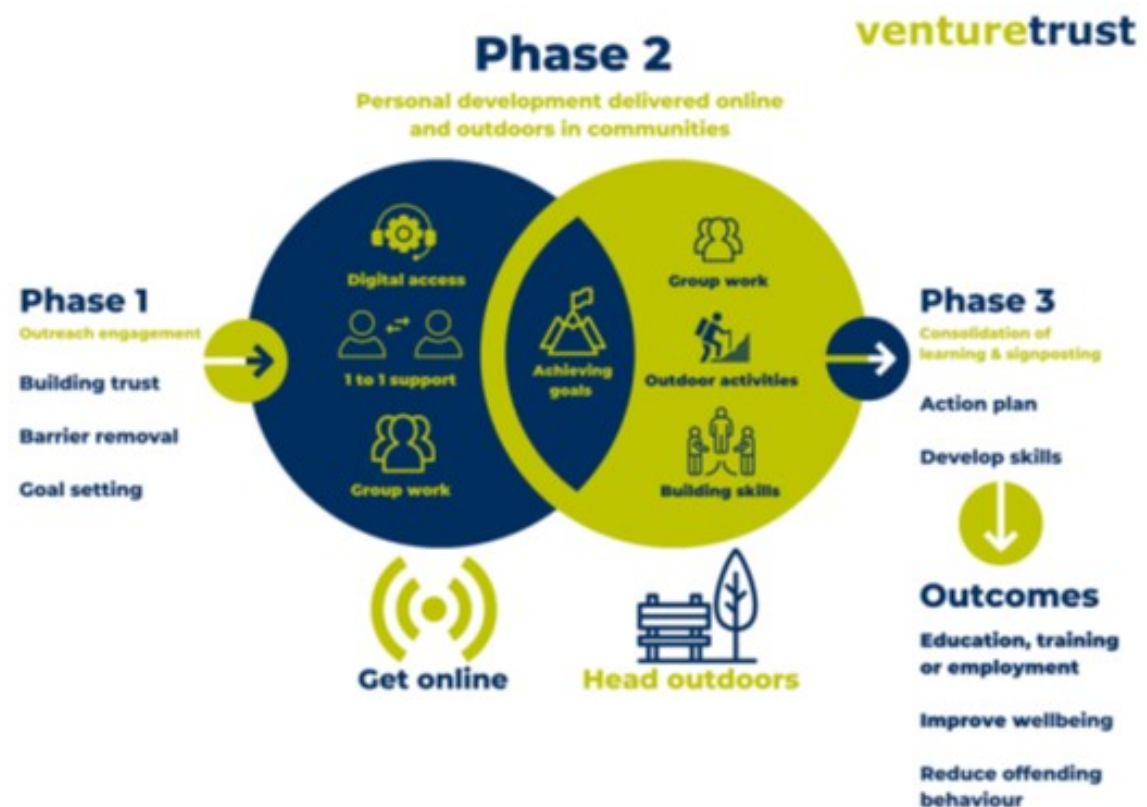 venturetrust
Phase 2
Personal development delivered online
and outdoors in communities
Phase 1
Outreach engagement
Building trust
Barrier removal
Goal setting
Digital access
1 to 1 support
Group work
Achieving
goals
Group work
Outdoor activities
Building skills
Get online
Head outdoors
Phase 3
Consolidation of
learning & signposting
Action plan
Develop skills
Outcomes
Education, training
or employment
Improve wellbeing
Reduce offending
behaviour